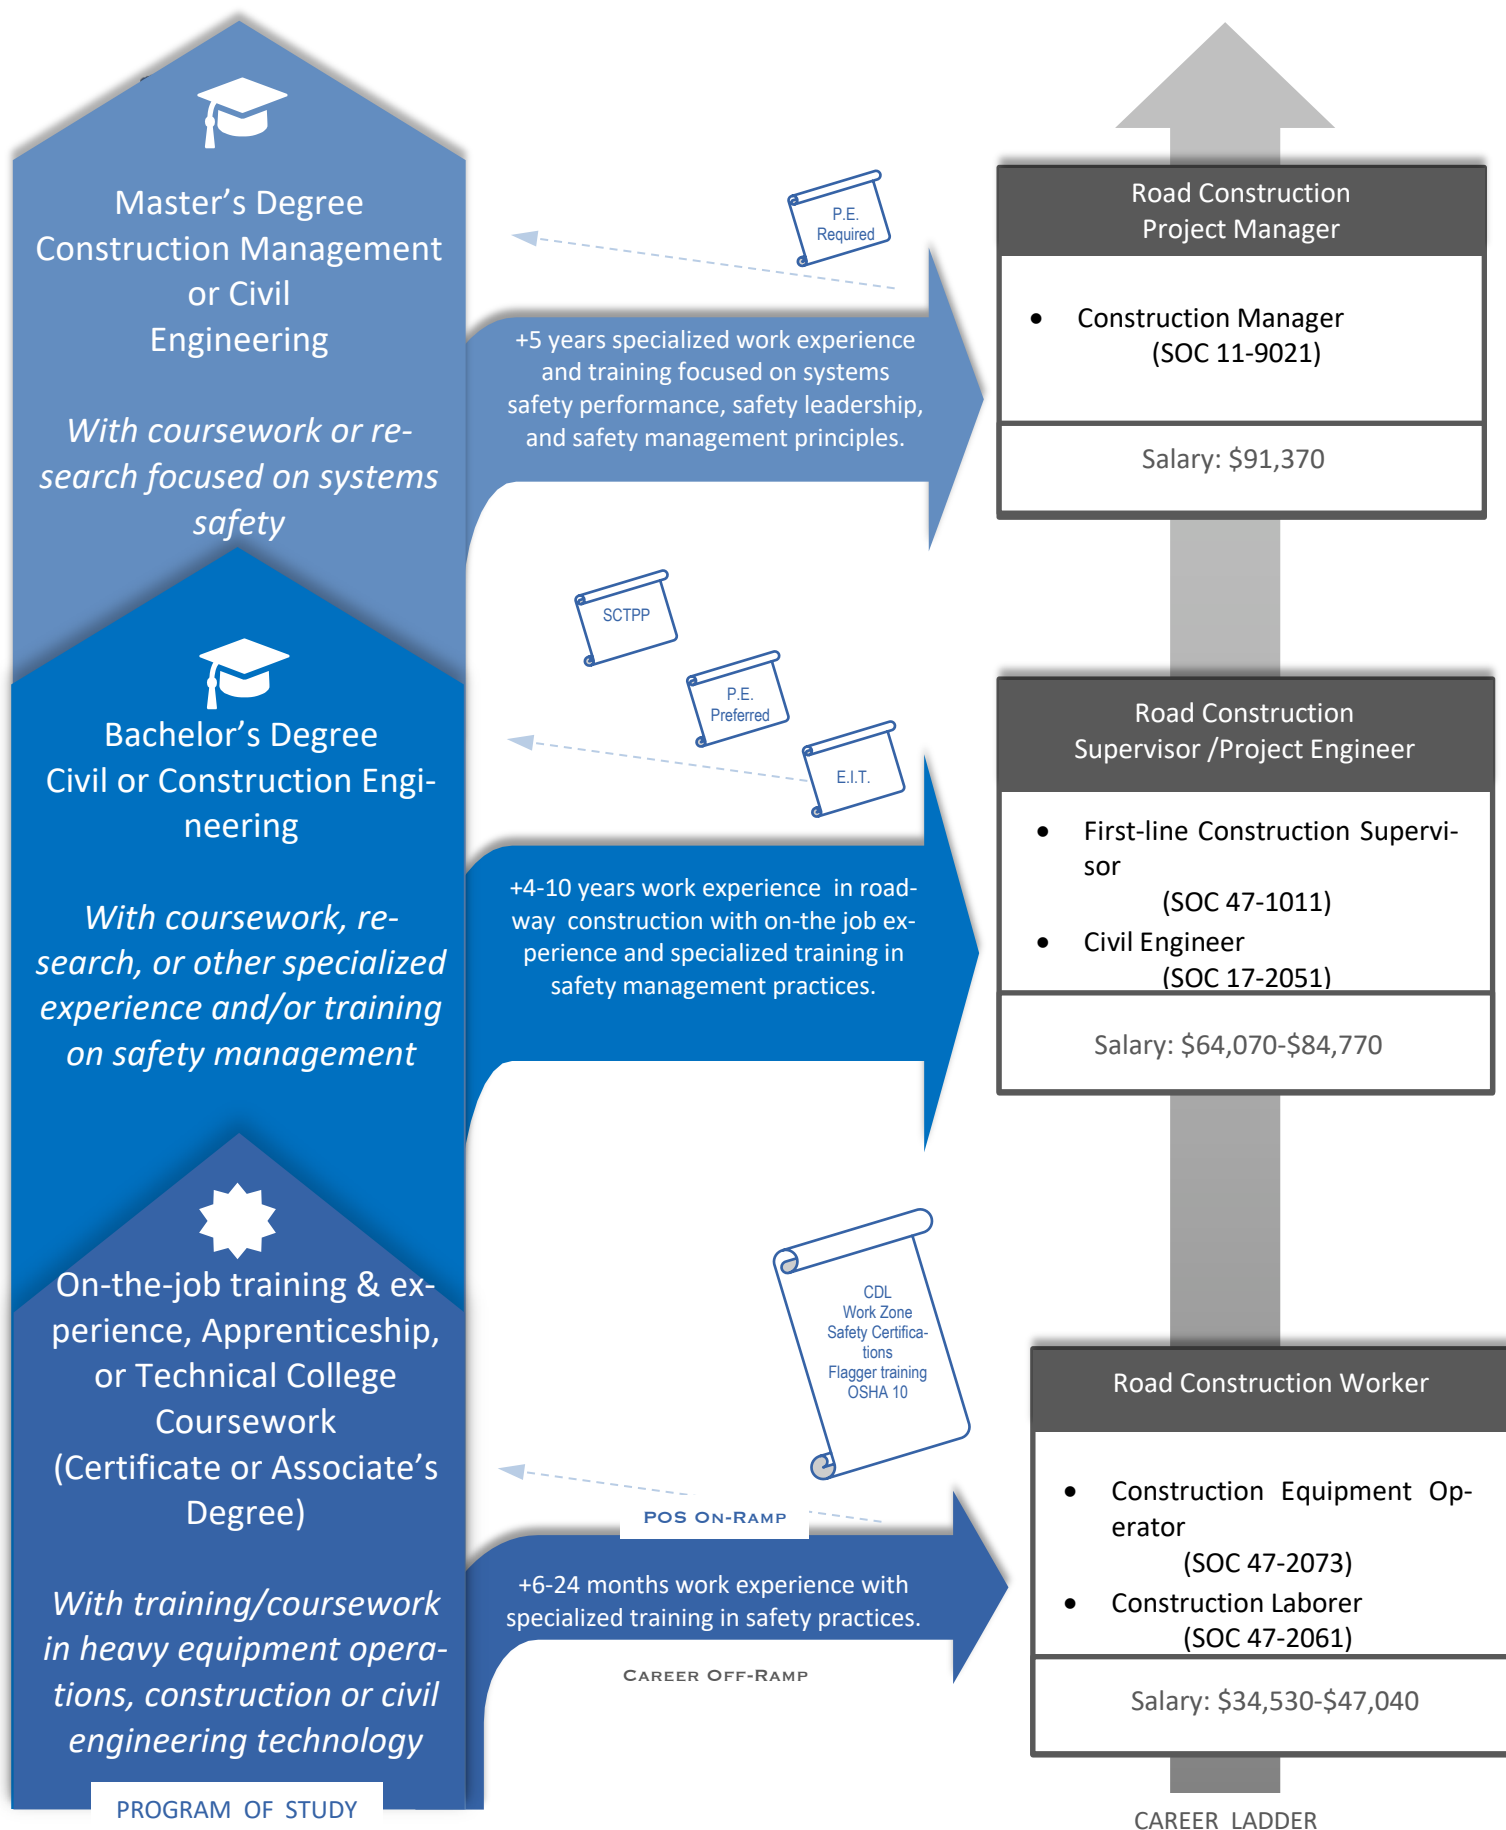 Master’s Degree
Construction Management
or Civil
Engineering
With coursework or re-
search focused on systems
safety
P.E.
Required
+5 years specialized work experience
and training focused on systems
safety performance, safety leadership,
and safety management principles.
Road Construction
Project Manager
• Construction Manager
(SOC 11-9021)
Salary: $91,370
Bachelor’s Degree
Civil or Construction Engi-
neering
With coursework, re-
search, or other specialized
experience and/or training
on safety management
SCTPP
P.E.
Preferred
E.I.T.
+4-10 years work experience in road-
way construction with on-the job ex-
perience and specialized training in
safety management practices.
Road Construction
Supervisor /Project Engineer
• First-line Construction Supervi-
sor
(SOC 47-1011)
• Civil Engineer
(SOC 17-2051)
Salary: $64,070-$84,770
On-the-job training & ex-
perience, Apprenticeship,
or Technical College
Coursework
(Certificate or Associate’s
Degree)
With training/coursework
in heavy equipment opera-
tions, construction or civil
engineering technology
PROGRAM OF STUDY
CDL
Work Zone
Safety Certifica-
tions
Flagger training
OSHA 10
POS ON-RAMP
+6-24 months work experience with
specialized training in safety practices.
CAREER OFF-RAMP
Road Construction Worker
• Construction Equipment Op-
erator
(SOC 47-2073)
• Construction Laborer
(SOC 47-2061)
Salary: $34,530-$47,040
CAREER LADDER